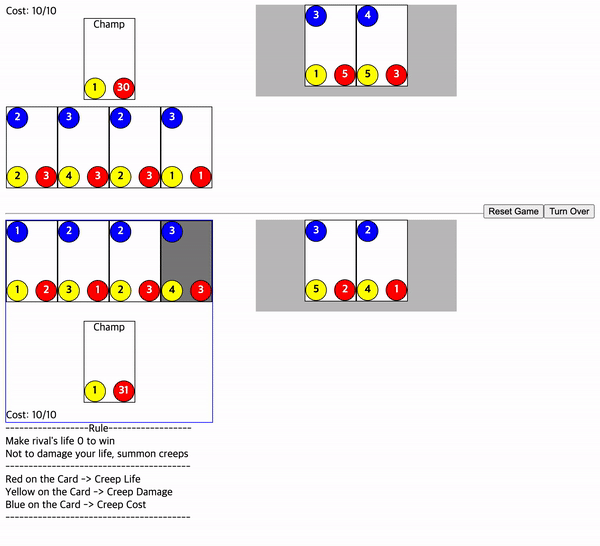 Cost: 10/10
Champ
1 30
3 4
1 5 5 3
2 3 2 3
2 3 4 3 2 3 1 1
Reset Game Turn Over
1 2 2 3
1 2 3 1 2 3 4 3
3 2
5 2 4 1
Champ
1 31
Cost: 10/10
------------------Rule------------------
Make rival's life 0 to win
Not to damage your life, summon creeps
----------------------------------------
Red on the Card -> Creep Life
Yellow on the Card -> Creep Damage
Blue on the Card -> Creep Cost
----------------------------------------